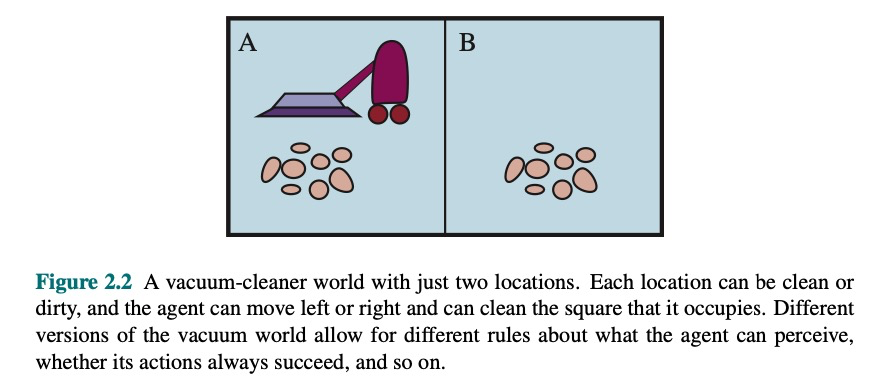 A
B
Figure 2.2 A vacuum-cleaner world with just two locations. Each location can be clean or
dirty, and the agent can move left or right and can clean the square that it occupies. Different
versions of the vacuum world allow for different rules about what the agent can perceive,
whether its actions always succeed, and so on.